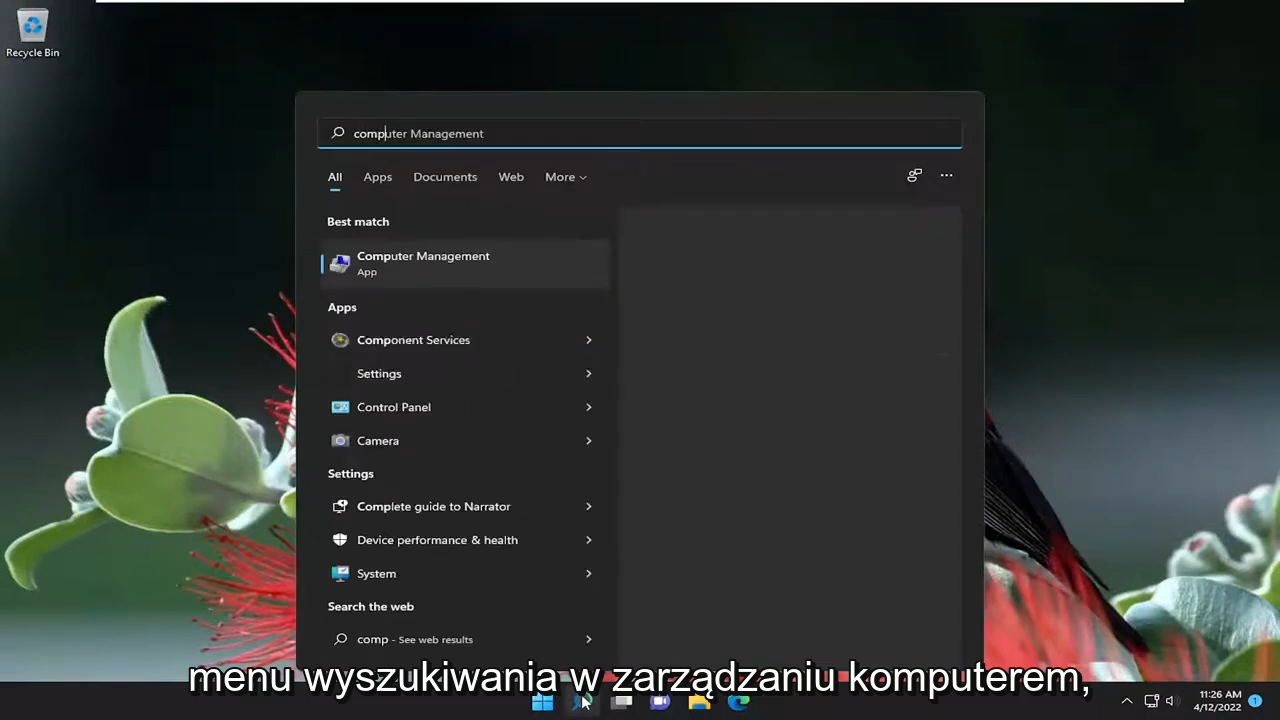 Recycle Bin
computer Management
All Apps Documents Web More
Best match
Computer Management
App
Apps
Component Services
Settings
Control Panel
Camera
Settings
Complete guide to Narrator
Device performance & health
System
Search the web
comp - See web results
menu wyszukiwania w zarządzaniu komputerem,
11:26 AM
4/12/2022
1